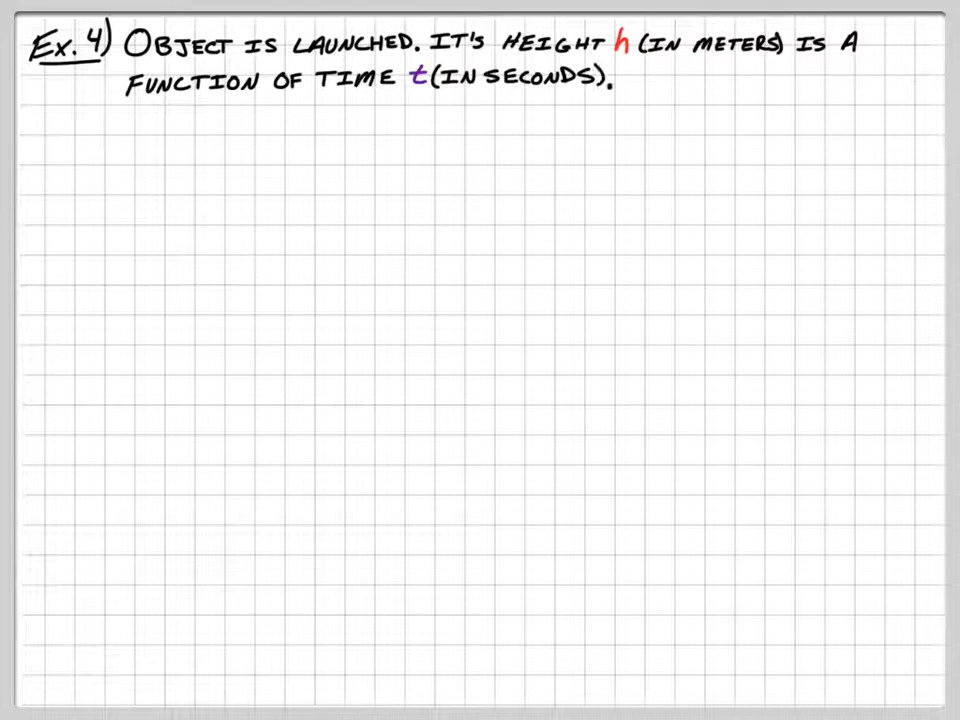 Ex. 4) OBJECT IS LAUNCHED. IT'S HEIGHT h (IN METERS) IS A
FUNCTION OF TIME t (IN SECONDS).